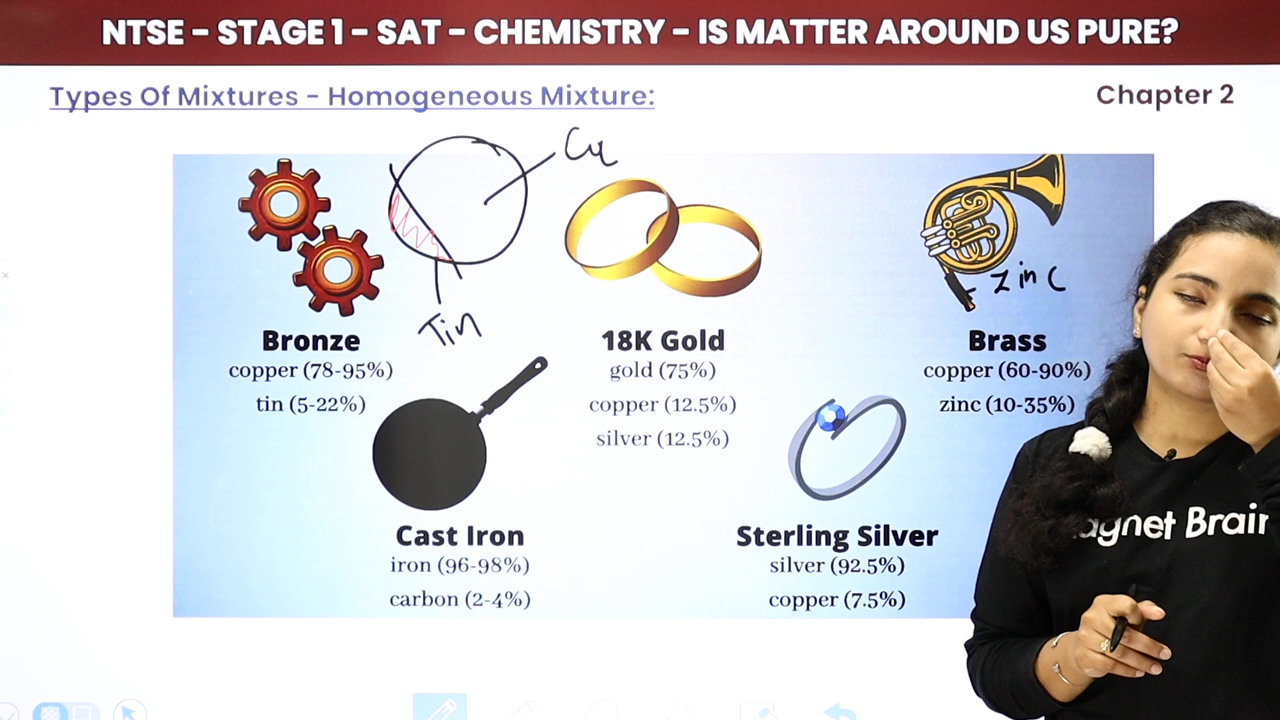 NTSE – STAGE 1 – SAT – CHEMISTRY – IS MATTER AROUND US PURE?
Types Of Mixtures – Homogeneous Mixture:
Chapter 2
Cu
Tin
Zinc
Bronze
copper (78-95%)
tin (5-22%)
18K Gold
gold (75%)
copper (12.5%)
silver (12.5%)
Brass
copper (60-90%)
zinc (10-35%)
Cast Iron
iron (96-98%)
carbon (2-4%)
Sterling Silver
silver (92.5%)
copper (7.5%)
agnet Brain